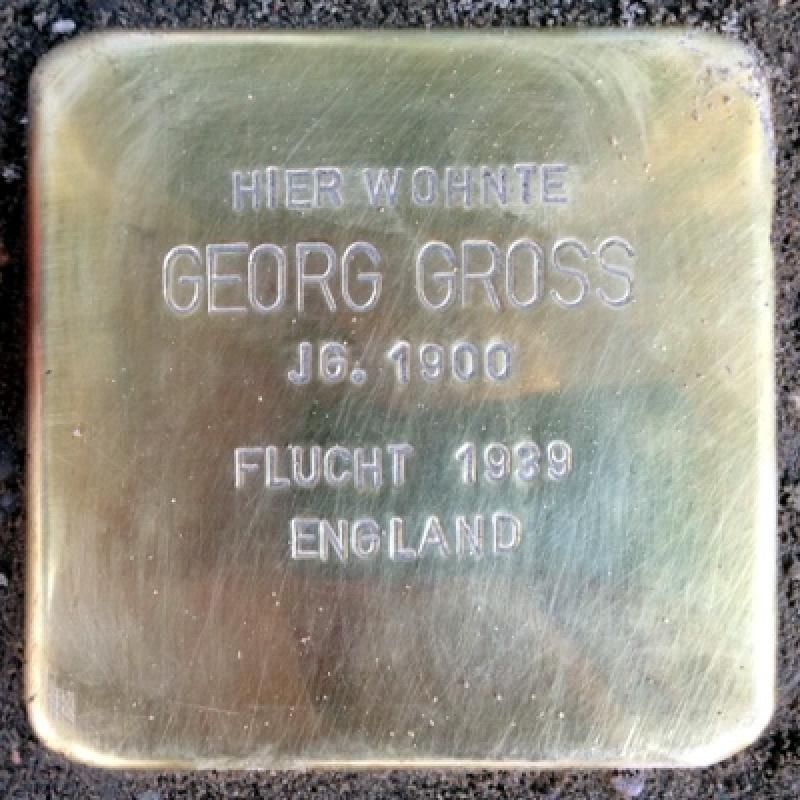 HIER WOHNTE
GEORG GROSS
JG. 1900
FLUCHT 1939
ENGLAND